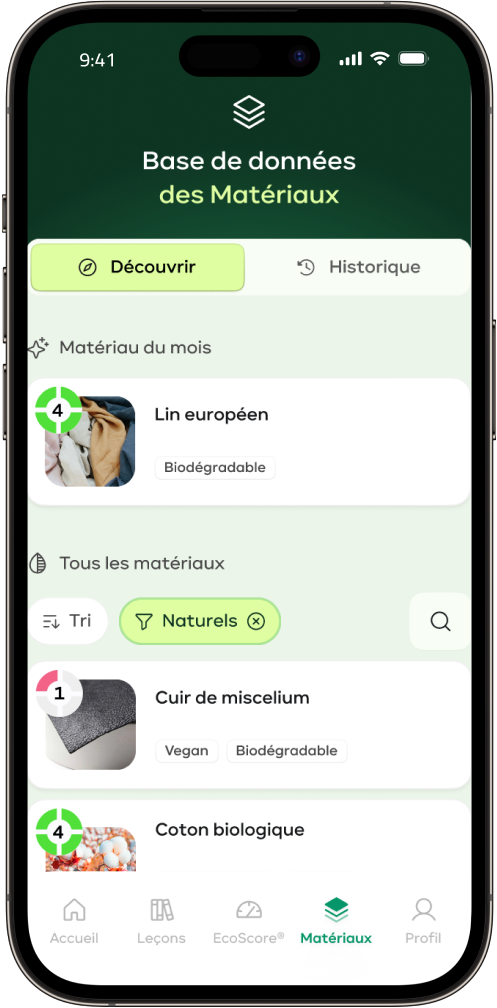 9:41
Base de données
des Matériaux
Découvrir
Historique
Matériau du mois
4
Lin européen
Biodégradable
Tous les matériaux
Tri
Naturels
1
Cuir de miscelium
Vegan
Biodégradable
4
Coton biologique
Accueil
Leçons
EcoScore®
Matériaux
Profil